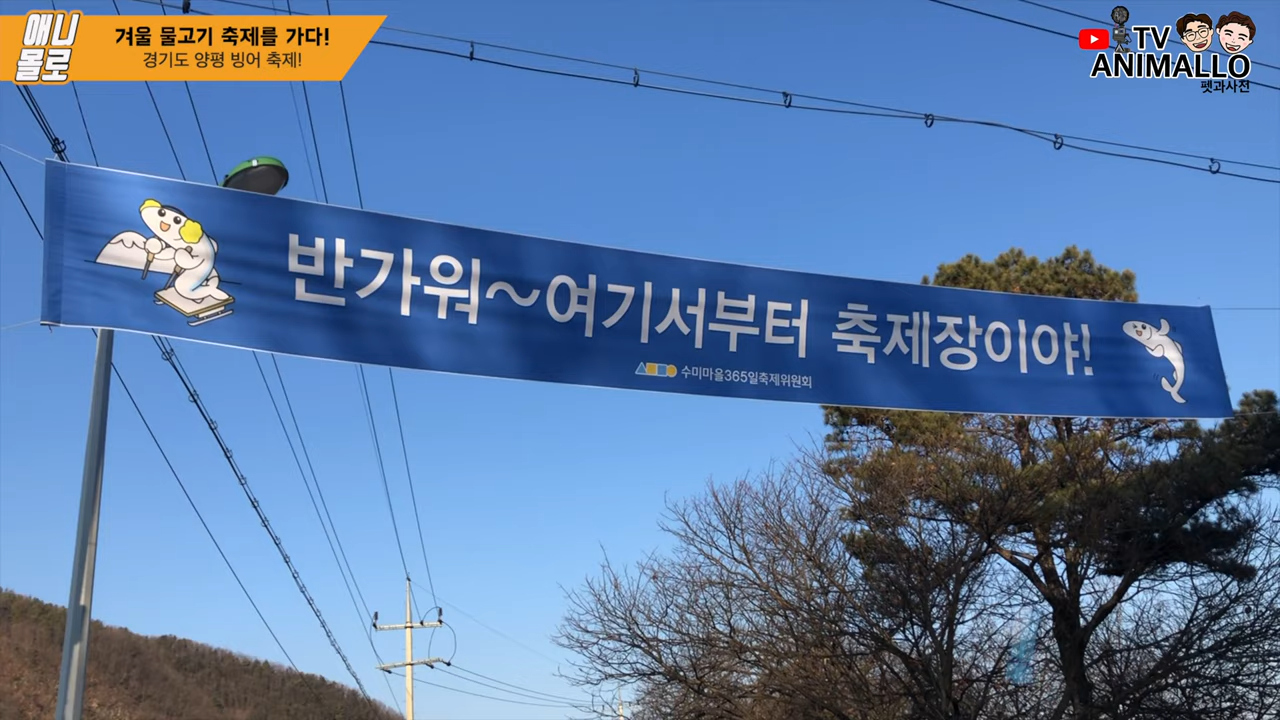 애니
몰로
겨울 물고기 축제를 가다!
경기도 양평 빙어 축제!
TV
ANIMALLO
펫과사전
반가워~여기서부터 축제장이야!
수미마을365일축제위원회